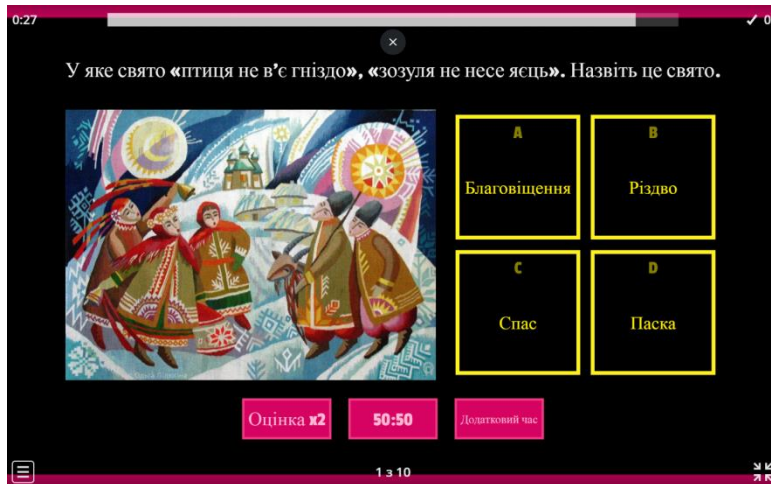 0:27
✓ 0
×
У яке свято «птиця не в’є гніздо», «зозуля не несе яєць». Назвіть це свято.
A
Благовіщення
B
Різдво
C
Спас
D
Паска
Оцінка x2
50:50
Додатковий час
1 з 10